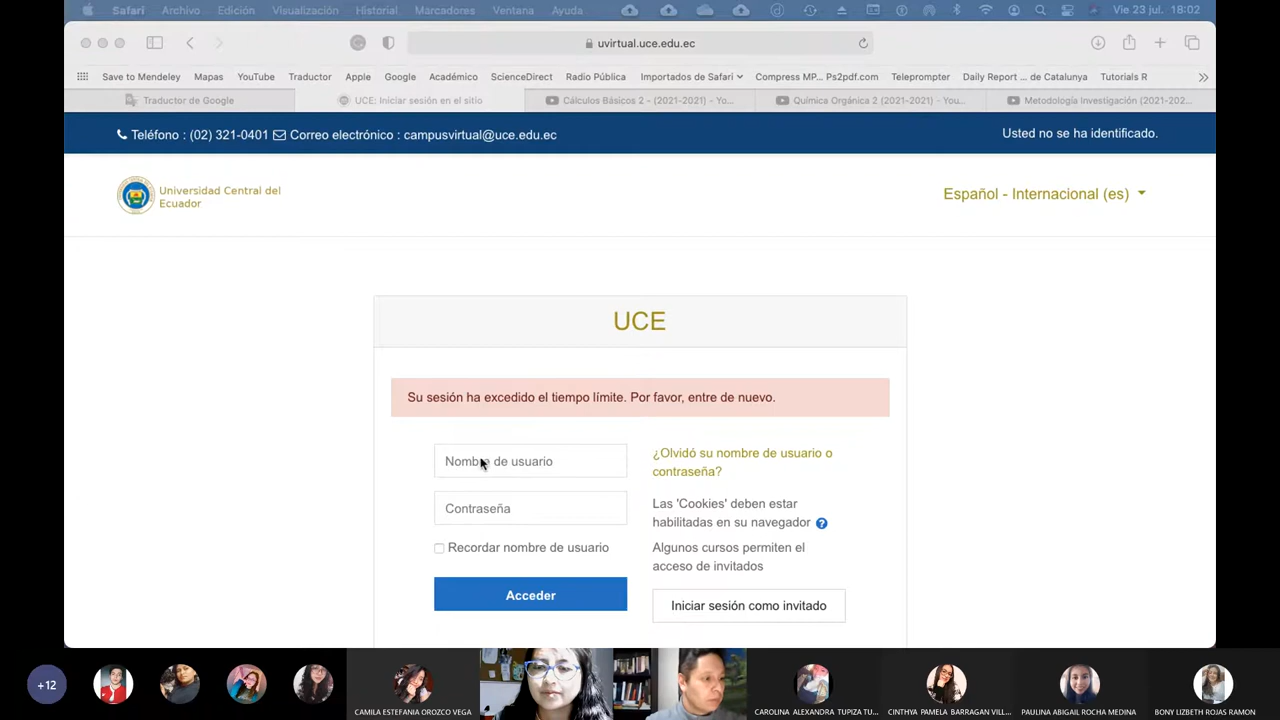 Safari Archivo Edición Visualización Historial Marcadores Ventana Ayuda Vie 23 jul. 18:02
uvirtual.uce.edu.ec
Save to Mendeley Mapas YouTube Traductor Apple Google Académico ScienceDirect Radio Pública Importados de Safari Compress MP... Ps2pdf.com Teleprompter Daily Report ... de Catalunya Tutorials R
Traductor de Google UCE: Iniciar sesión en el sitio Cálculos Básicos 2 - (2021-2021) - Yo... Química Orgánica 2 (2021-2021) - You... Metodología Investigación (2021-202...
Teléfono : (02) 321-0401 Correo electrónico : campusvirtual@uce.edu.ec Usted no se ha identificado.
Universidad Central del
Ecuador
Español - Internacional (es)
UCE
Su sesión ha excedido el tiempo límite. Por favor, entre de nuevo.
Nombre de usuario
Contraseña
Recordar nombre de usuario
Acceder
¿Olvidó su nombre de usuario o
contraseña?
Las 'Cookies' deben estar
habilitadas en su navegador ?
Algunos cursos permiten el
acceso de invitados
Iniciar sesión como invitado
+12
CAMILA ESTEFANIA OROZCO VEGA
CAROLINA ALEXANDRA TUPIZA TU...
CINTHYA PAMELA BARRAGAN VILL...
PAULINA ABIGAIL ROCHA MEDINA
BONY LIZBETH ROJAS RAMON